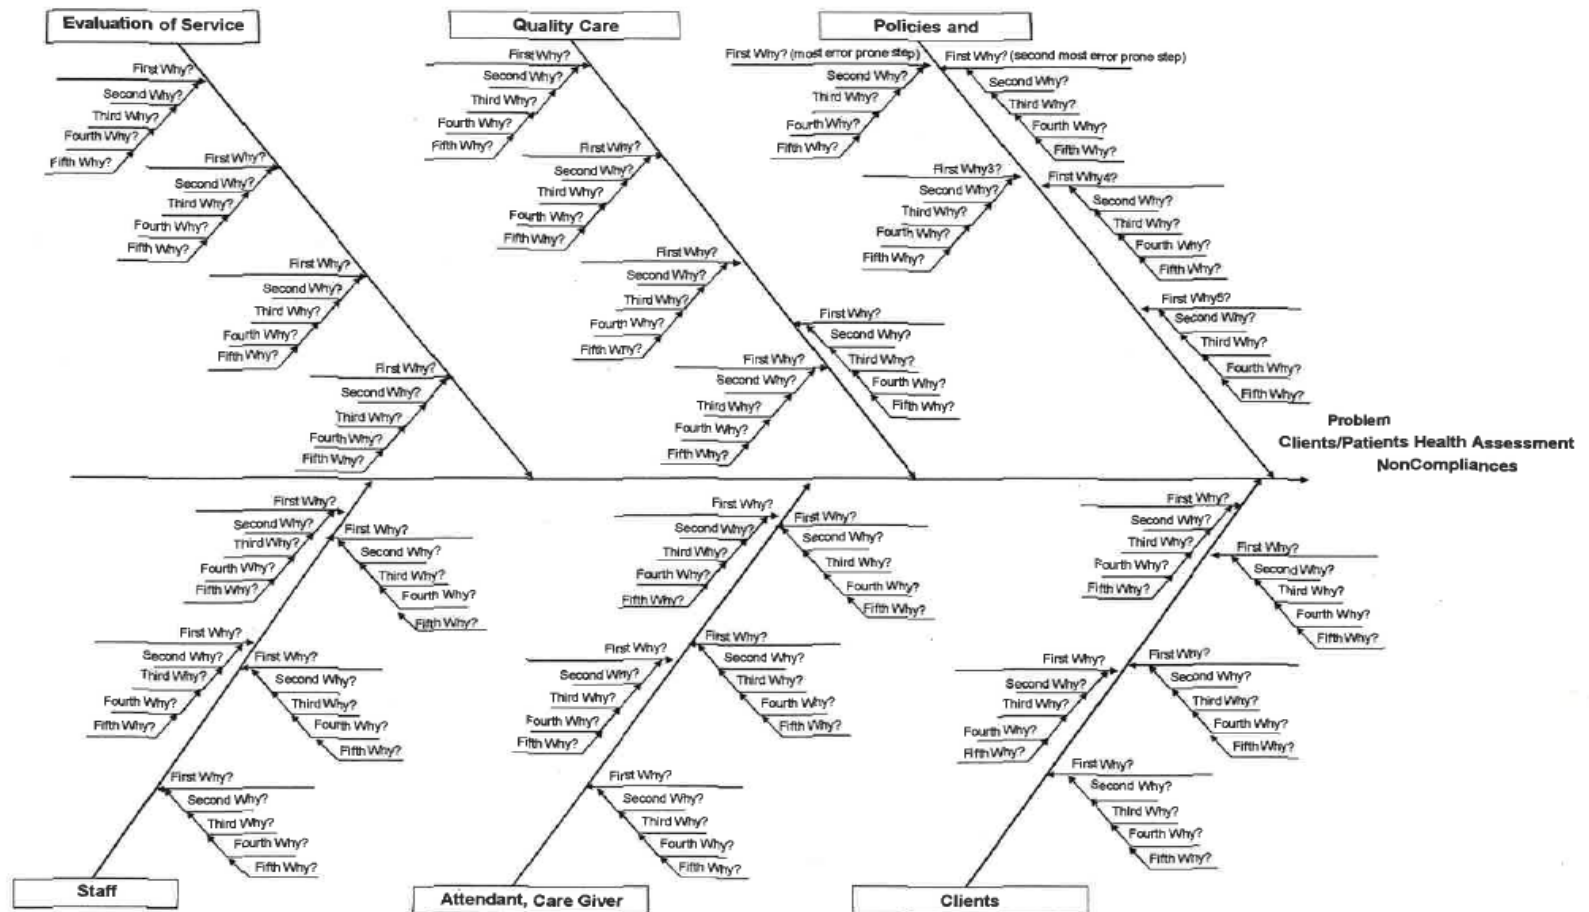 Evaluation of Service
First Why?
Second Why?
Third Why?
Fourth Why?
Fifth Why?
First Why?
Second Why?
Third Why?
Fourth Why?
Fifth Why?
First Why?
Second Why?
Third Why?
Fourth Why?
Fifth Why?
First Why?
Second Why?
Third Why?
Fourth Why?
Fifth Why?
Quality Care
First Why?
Second Why?
Third Why?
Fourth Why?
Fifth Why?
First Why?
Second Why?
Third Why?
Fourth Why?
Fifth Why?
First Why?
Second Why?
Third Why?
Fourth Why?
Fifth Why?
First Why?
Second Why?
Third Why?
Fourth Why?
Fifth Why?
First Why?
Second Why?
Third Why?
Fourth Why?
Fifth Why?
Policies and
First Why? (most error prone step)
Second Why?
Third Why?
Fourth Why?
Fifth Why?
First Why? (second most error prone step)
Second Why?
Third Why?
Fourth Why?
Fifth Why?
First Why3?
Second Why?
Third Why?
Fourth Why?
Fifth Why?
First Why4?
Second Why?
Third Why?
Fourth Why?
Fifth Why?
First Why5?
Second Why?
Third Why?
Fourth Why?
Fifth Why?
Problem
Clients/Patients Health Assessment
NonCompliances
First Why?
Second Why?
Third Why?
Fourth Why?
Fifth Why?
First Why?
Second Why?
Third Why?
Fourth Why?
Fifth Why?
First Why?
Second Why?
Third Why?
Fourth Why?
Fifth Why?
First Why?
Second Why?
Third Why?
Fourth Why?
Fifth Why?
First Why?
Second Why?
Third Why?
Fourth Why?
Fifth Why?
Staff
First Why?
Second Why?
Third Why?
Fourth Why?
Fifth Why?
First Why?
Second Why?
Third Why?
Fourth Why?
Fifth Why?
First Why?
Second Why?
Third Why?
Fourth Why?
Fifth Why?
First Why?
Second Why?
Third Why?
Fourth Why?
Fifth Why?
First Why?
Second Why?
Third Why?
Fourth Why?
Fifth Why?
Attendant, Care Giver
First Why?
Second Why?
Third Why?
Fourth Why?
Fifth Why?
First Why?
Second Why?
Third Why?
Fourth Why?
Fifth Why?
First Why?
Second Why?
Third Why?
Fourth Why?
Fifth Why?
First Why?
Second Why?
Third Why?
Fourth Why?
Fifth Why?
First Why?
Second Why?
Third Why?
Fourth Why?
Fifth Why?
Clients